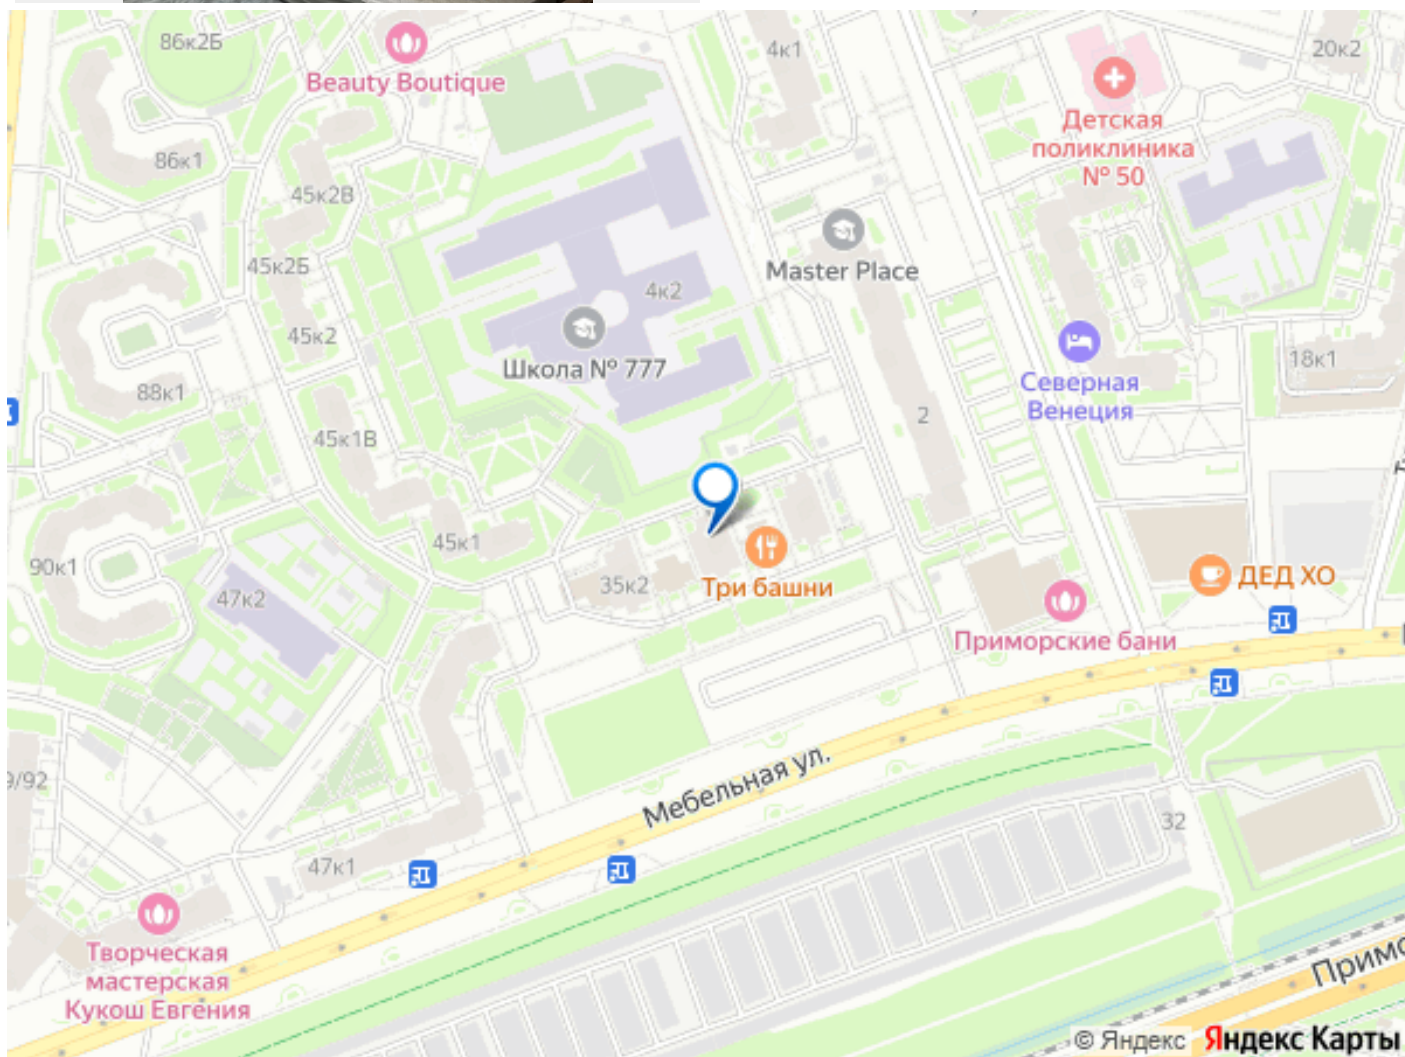 86к2Б
Beauty Boutique
4к1
20к2
Детская
поликлиника
№ 50
86к1
45к2В
Master Place
45к2Б
4к2
45к2
Школа № 777
Северная
Венеция
18к1
88к1
2
45к1В
45к1
90к1
35к2
Три башни
ДЕД ХО
47к2
Приморские бани
9/92
Мебельная ул.
32
47к1
Творческая
мастерская
Кукош Евгения
Примо
© Яндекс Яндекс Карты